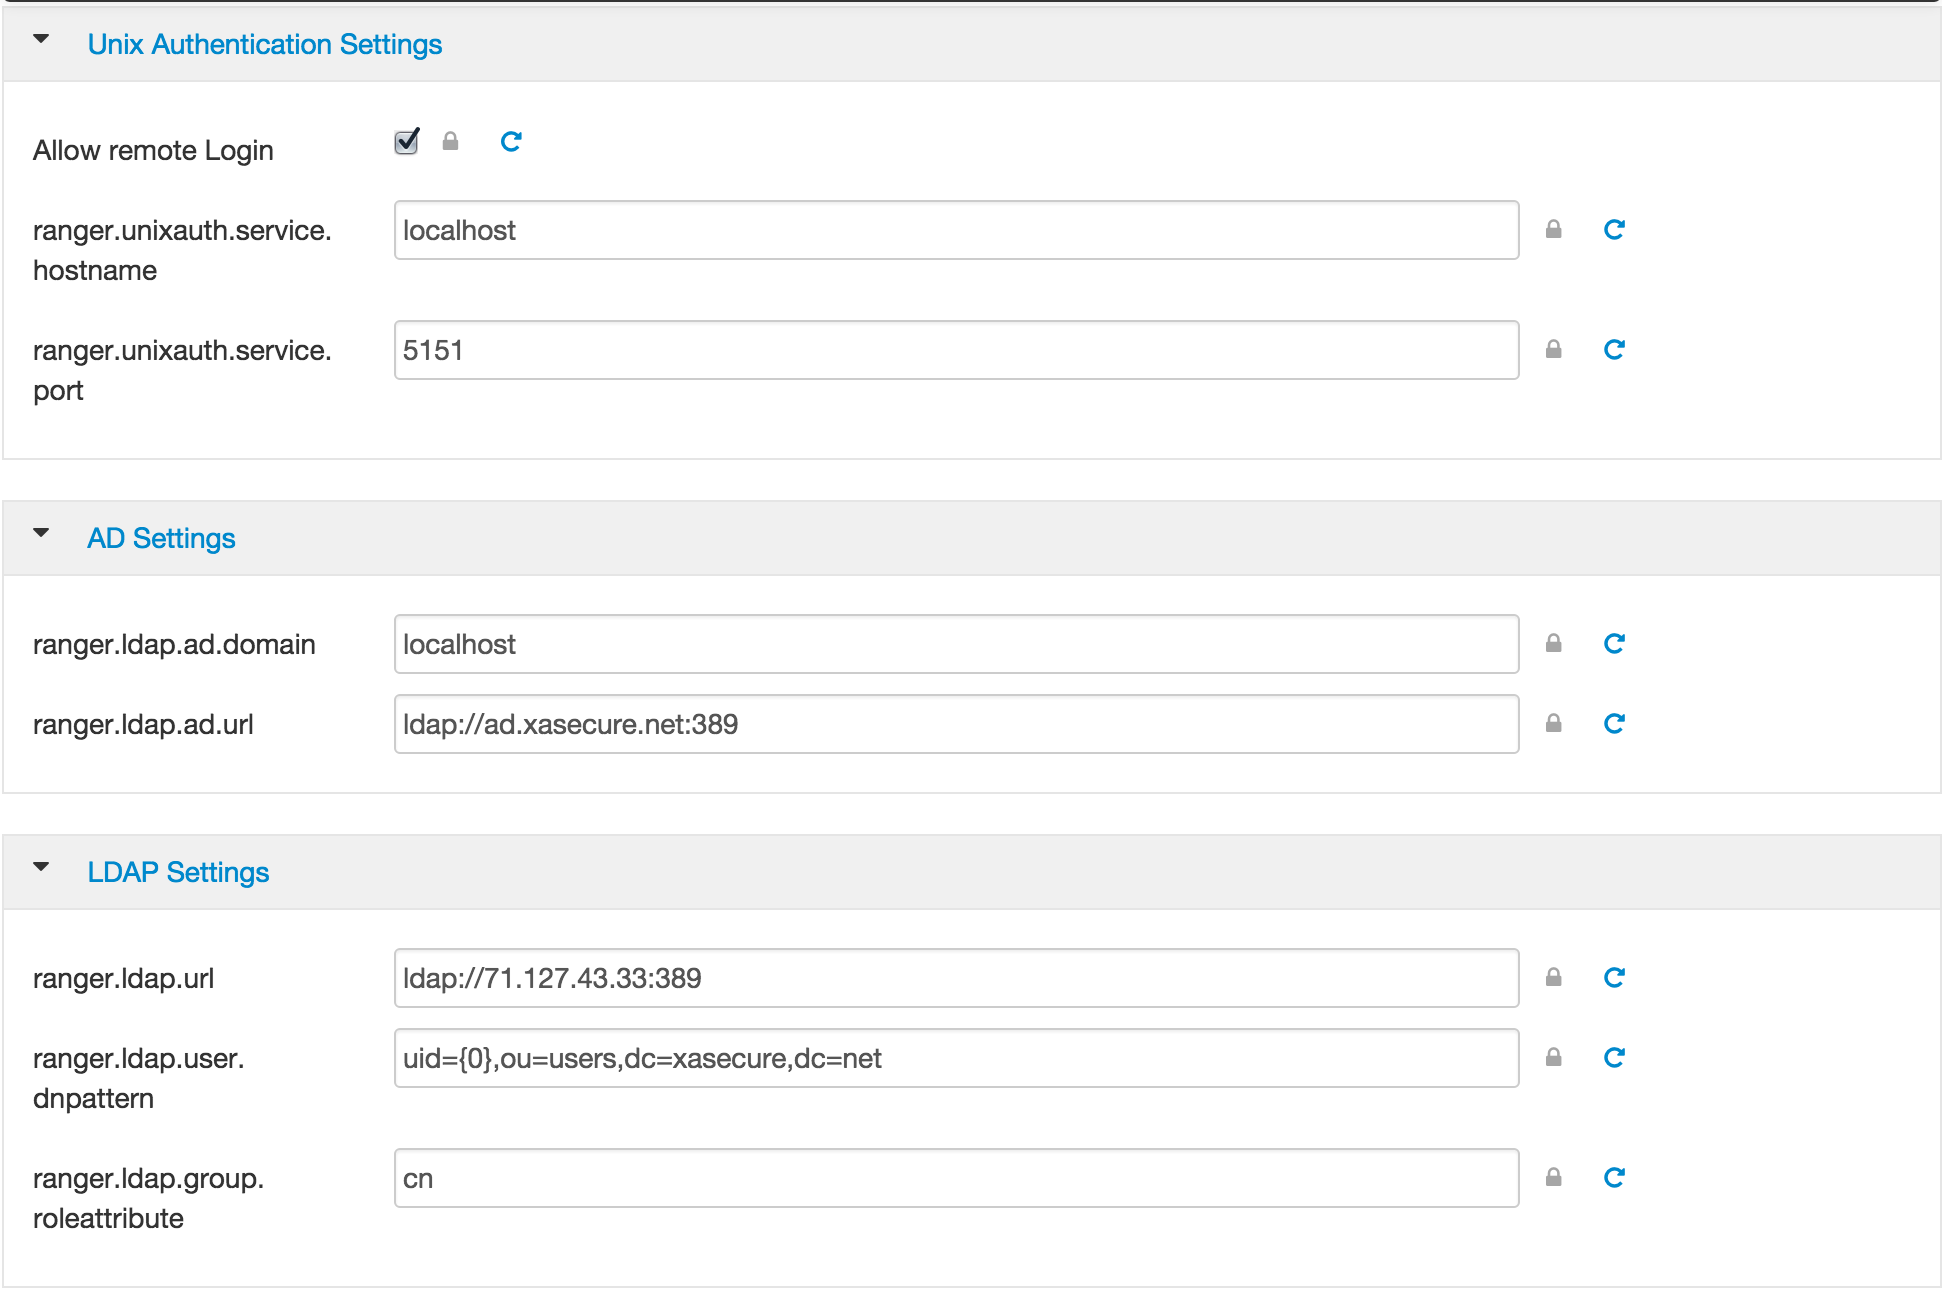 Unix Authentication Settings
Allow remote Login
ranger.unixauth.service.
hostname
localhost
ranger.unixauth.service.
port
5151
AD Settings
ranger.ldap.ad.domain
localhost
ranger.ldap.ad.url
ldap://ad.xasecure.net:389
LDAP Settings
ranger.ldap.url
ldap://71.127.43.33:389
ranger.ldap.user.
dnpattern
uid={0},ou=users,dc=xasecure,dc=net
ranger.ldap.group.
roleattribute
cn